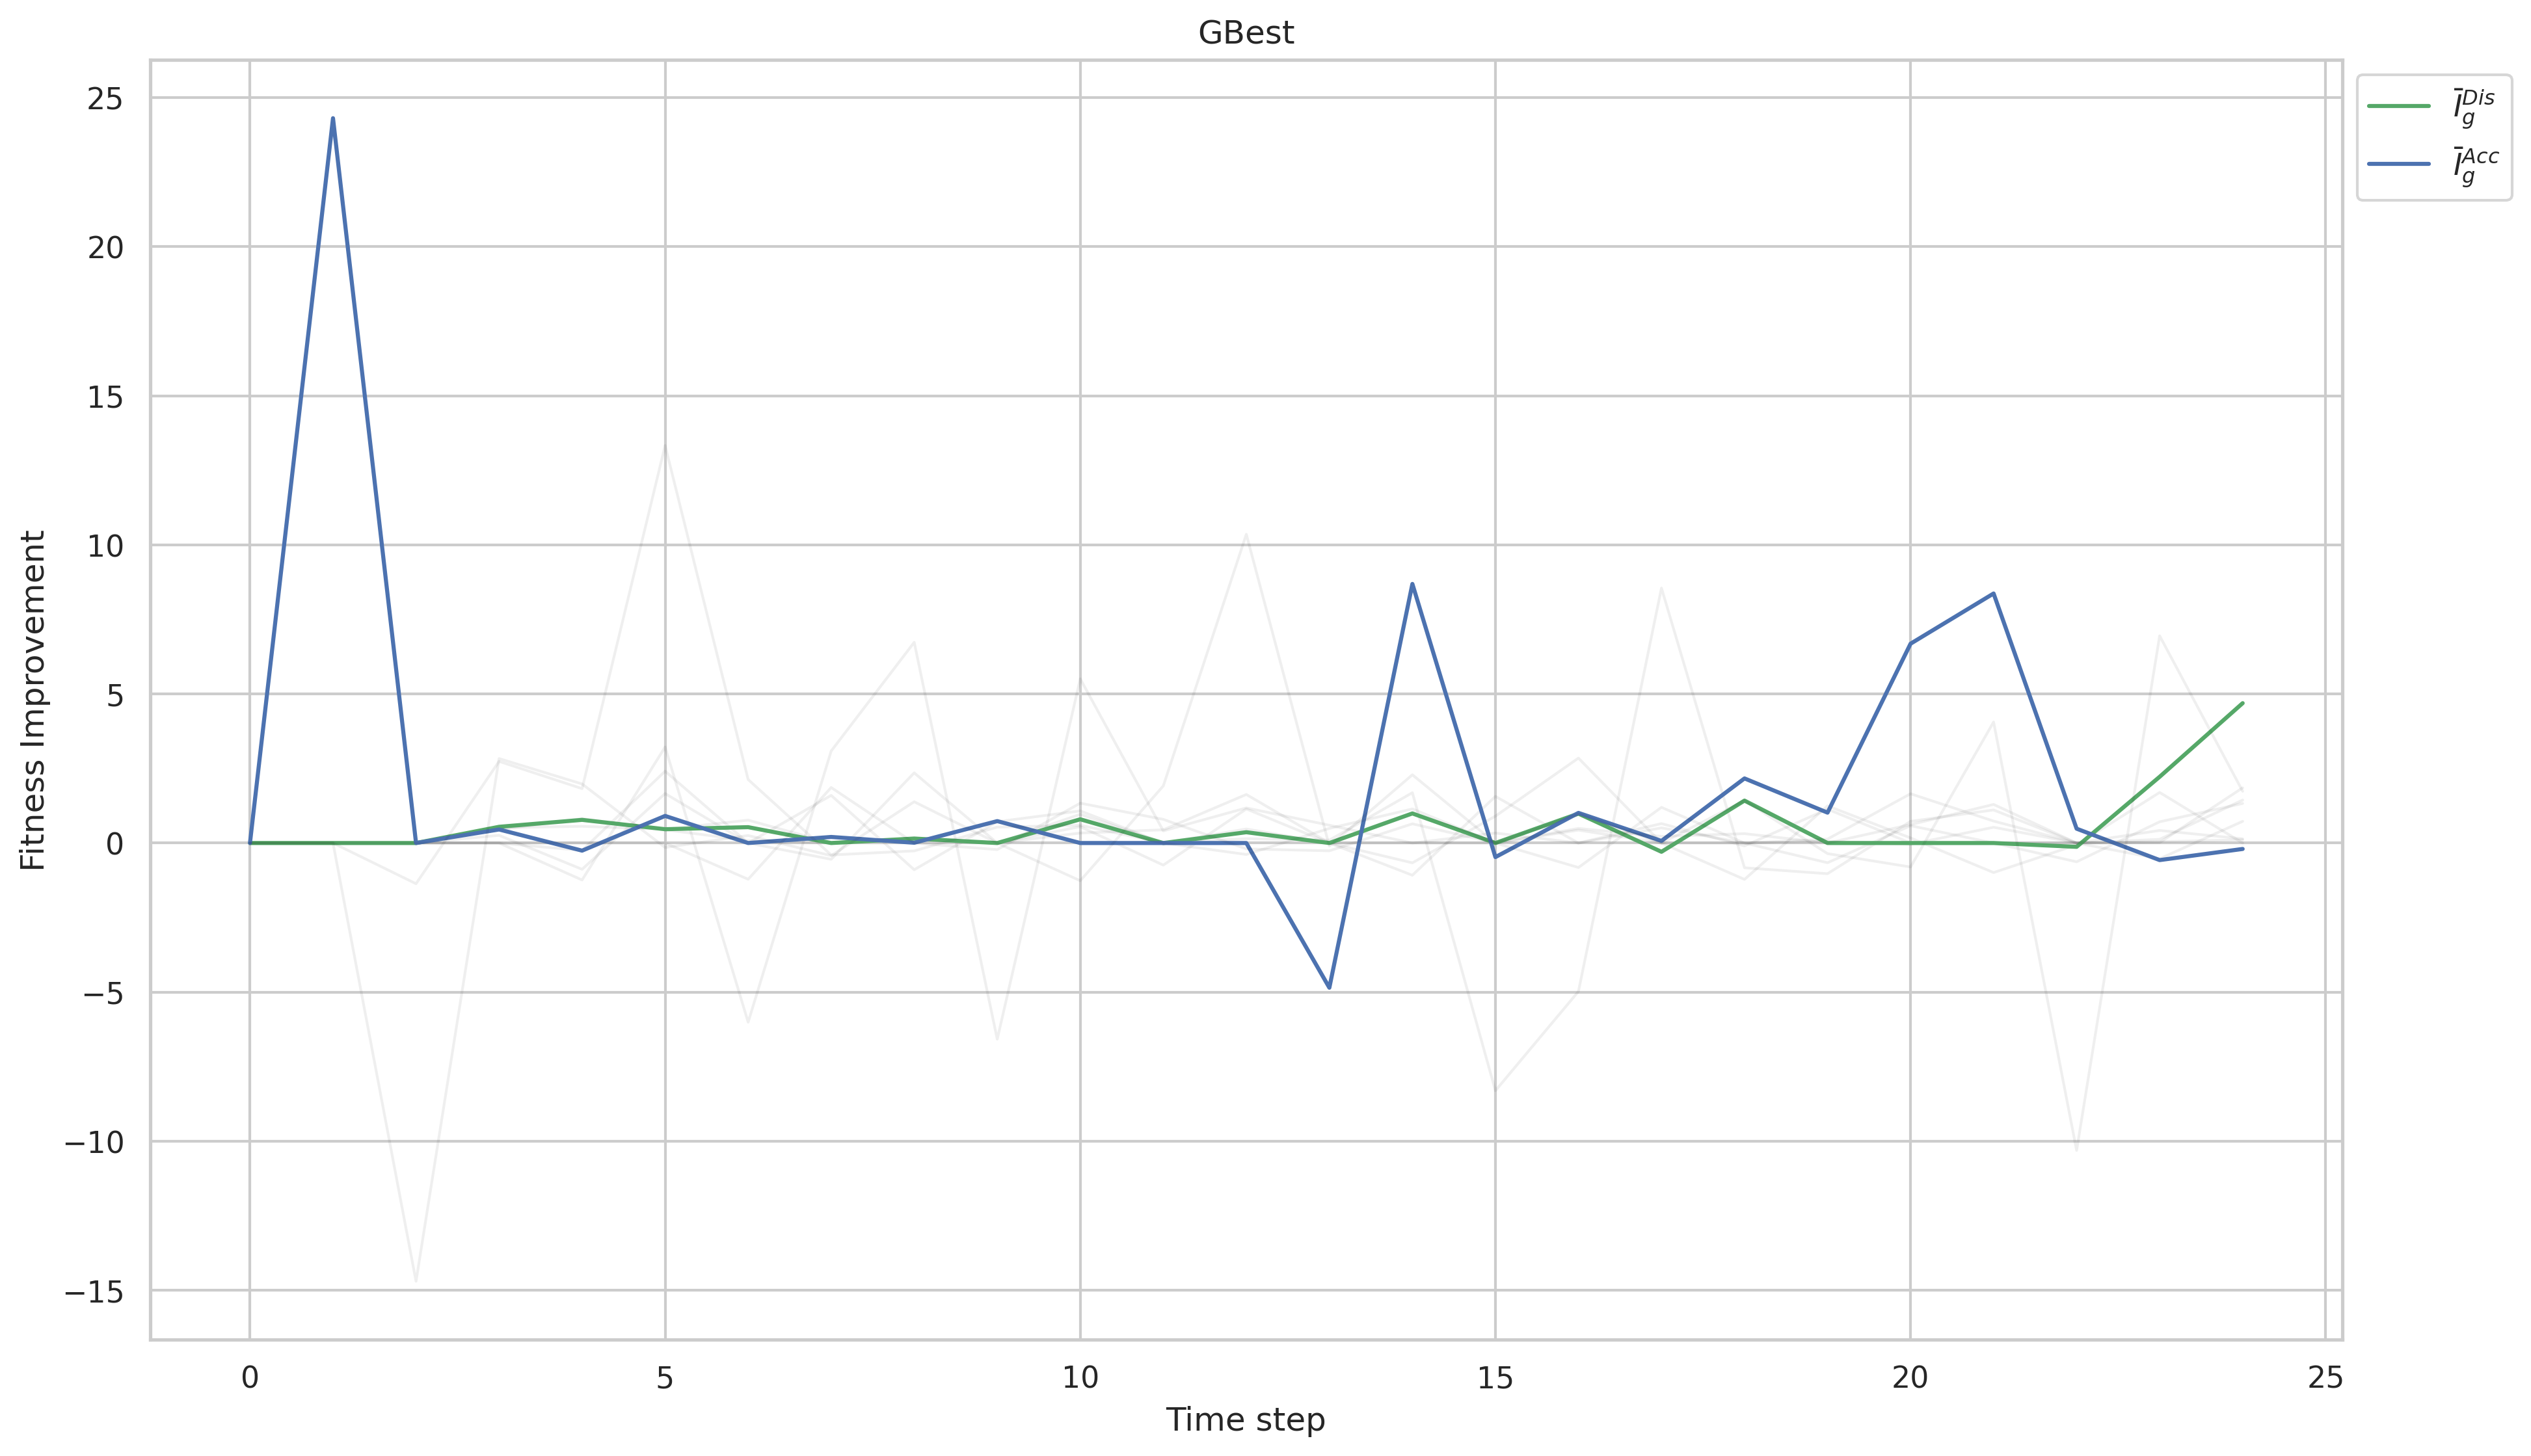 GBest
25
20
15
10
5
0
−5
−10
−15
Fitness Improvement
0 5 10 15 20 25
Time step
Ī_g^{Dis}
Ī_g^{Acc}